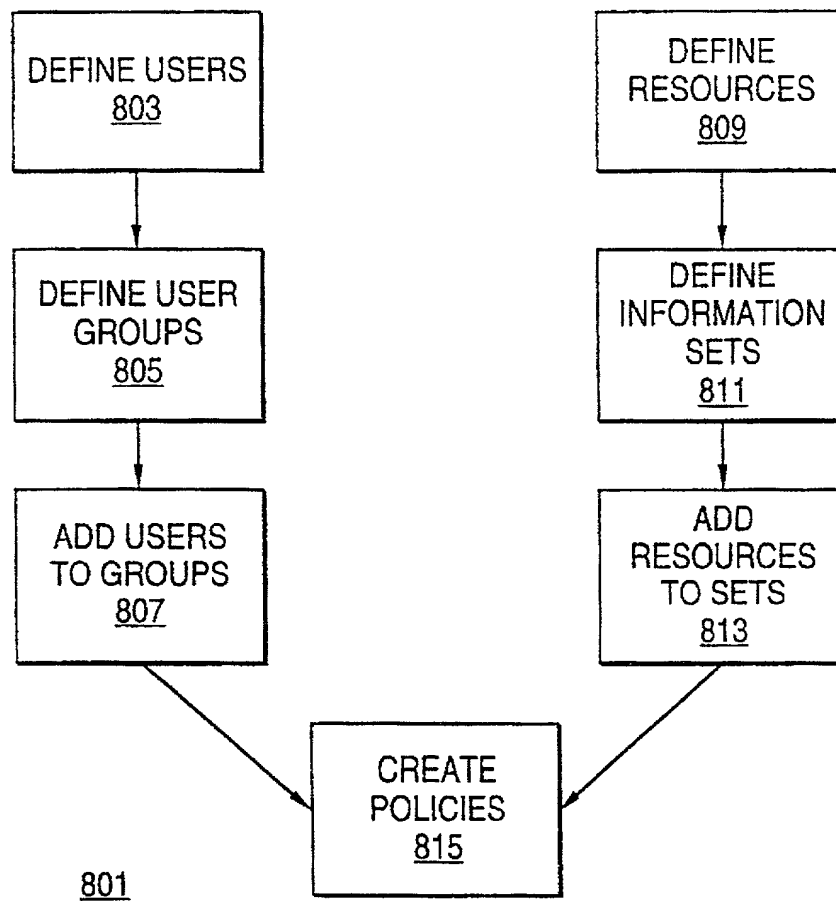 DEFINE USERS
803
DEFINE USER
GROUPS
805
ADD USERS
TO GROUPS
807
DEFINE
RESOURCES
809
DEFINE
INFORMATION
SETS
811
ADD
RESOURCES
TO SETS
813
CREATE
POLICIES
815
801